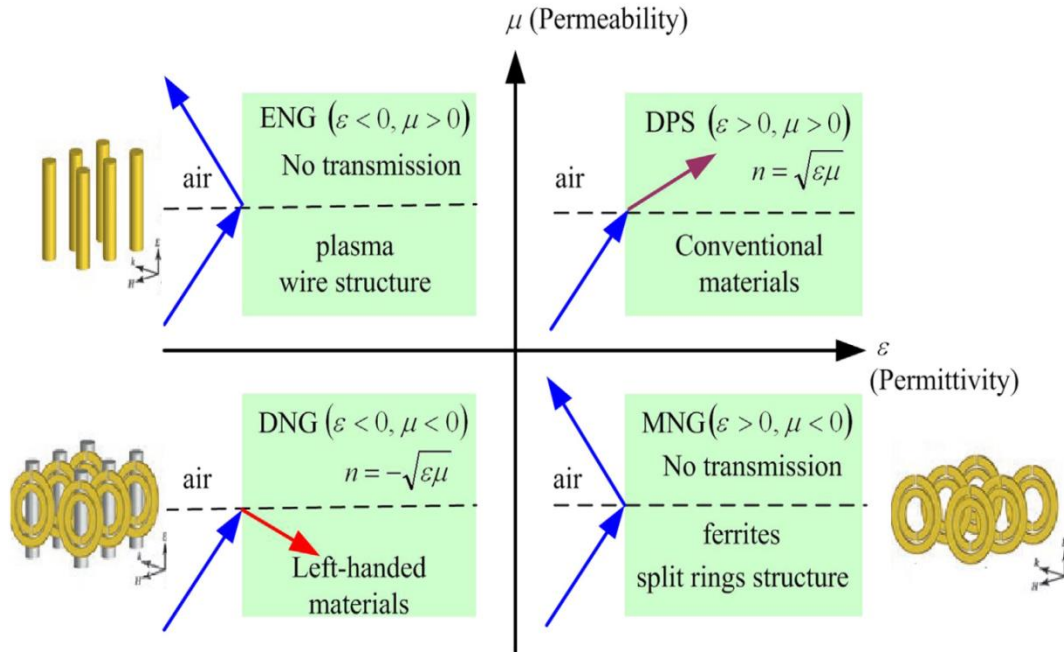 μ (Permeability)
ENG (ε < 0, μ > 0)
No transmission
air
plasma
wire structure
DPS (ε > 0, μ > 0)
n = √εμ
air
Conventional
materials
ε
(Permittivity)
DNG (ε < 0, μ < 0)
n = −√εμ
air
Left-handed
materials
MNG(ε > 0, μ < 0)
No transmission
air
ferrites
split rings structure